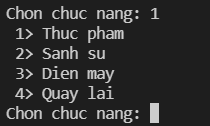 Chon chuc nang: 1
1> Thuc pham
2> Sanh su
3> Dien may
4> Quay lai
Chon chuc nang: